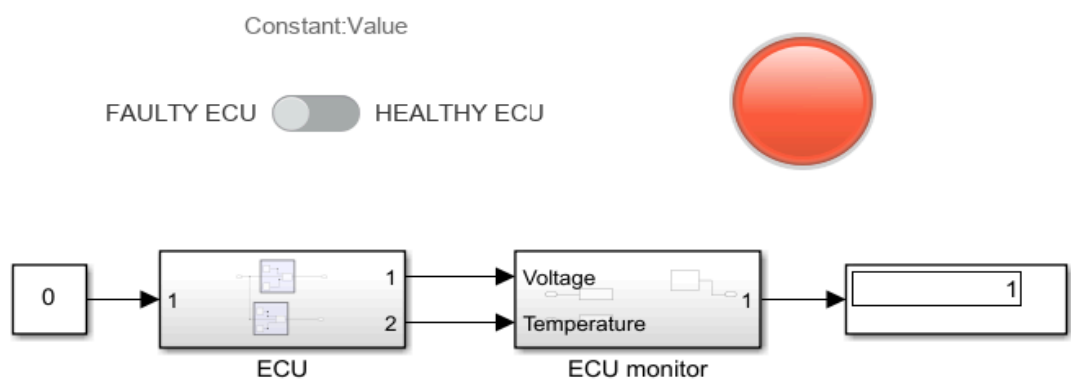 Constant:Value
FAULTY ECU HEALTHY ECU
0
1
1
2
Voltage
Temperature
1
1
ECU
ECU monitor